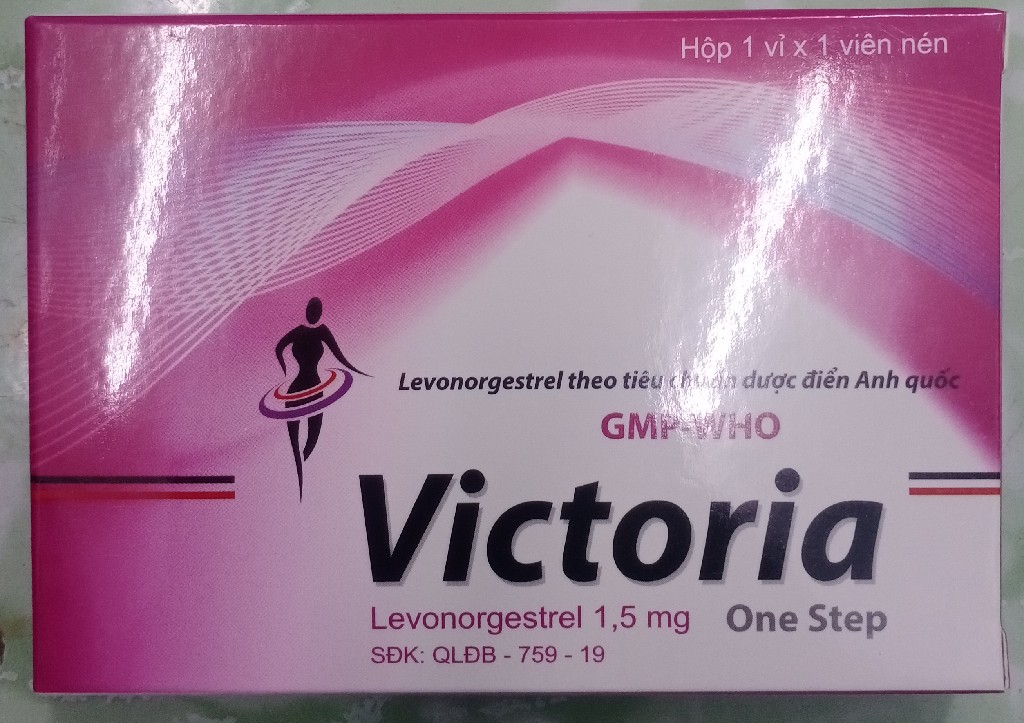 Hộp 1 vỉ x 1 viên nén
Levonorgestrel theo tiêu chuẩn dược điển Anh quốc
GMP-WHO
Victoria
Levonorgestrel 1,5 mg One Step
SĐK: QLĐB - 759 - 19